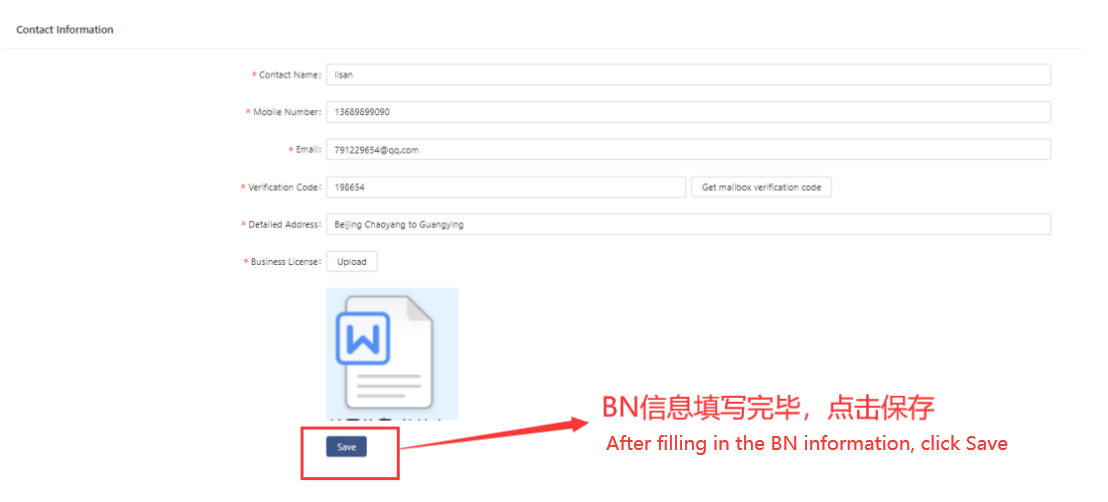 Contact Information
* Contact Name: lisan
* Mobile Number: 13689899090
* Email: 791229654@qq.com
* Verification Code: 198654 Get mailbox verification code
* Detailed Address: Beijing Chaoyang to Guangying
* Business License: Upload
W
BN信息填写完毕，点击保存
After filling in the BN information, click Save
Save